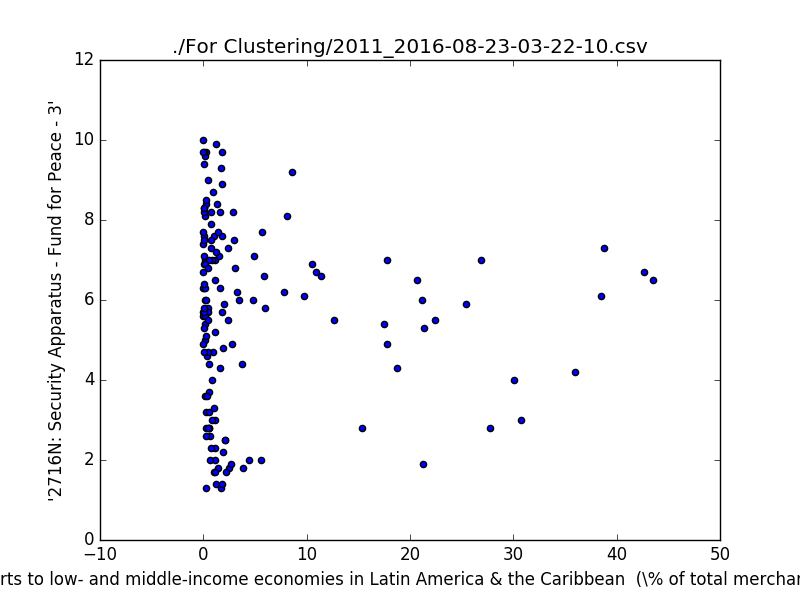 ./For Clustering/2011_2016-08-23-03-22-10.csv
'2716N: Security Apparatus - Fund for Peace - 3'
12
10
8
6
4
2
0
−10 0 10 20 30 40 50
rts to low- and middle-income economies in Latin America & the Caribbean (\% of total merchar